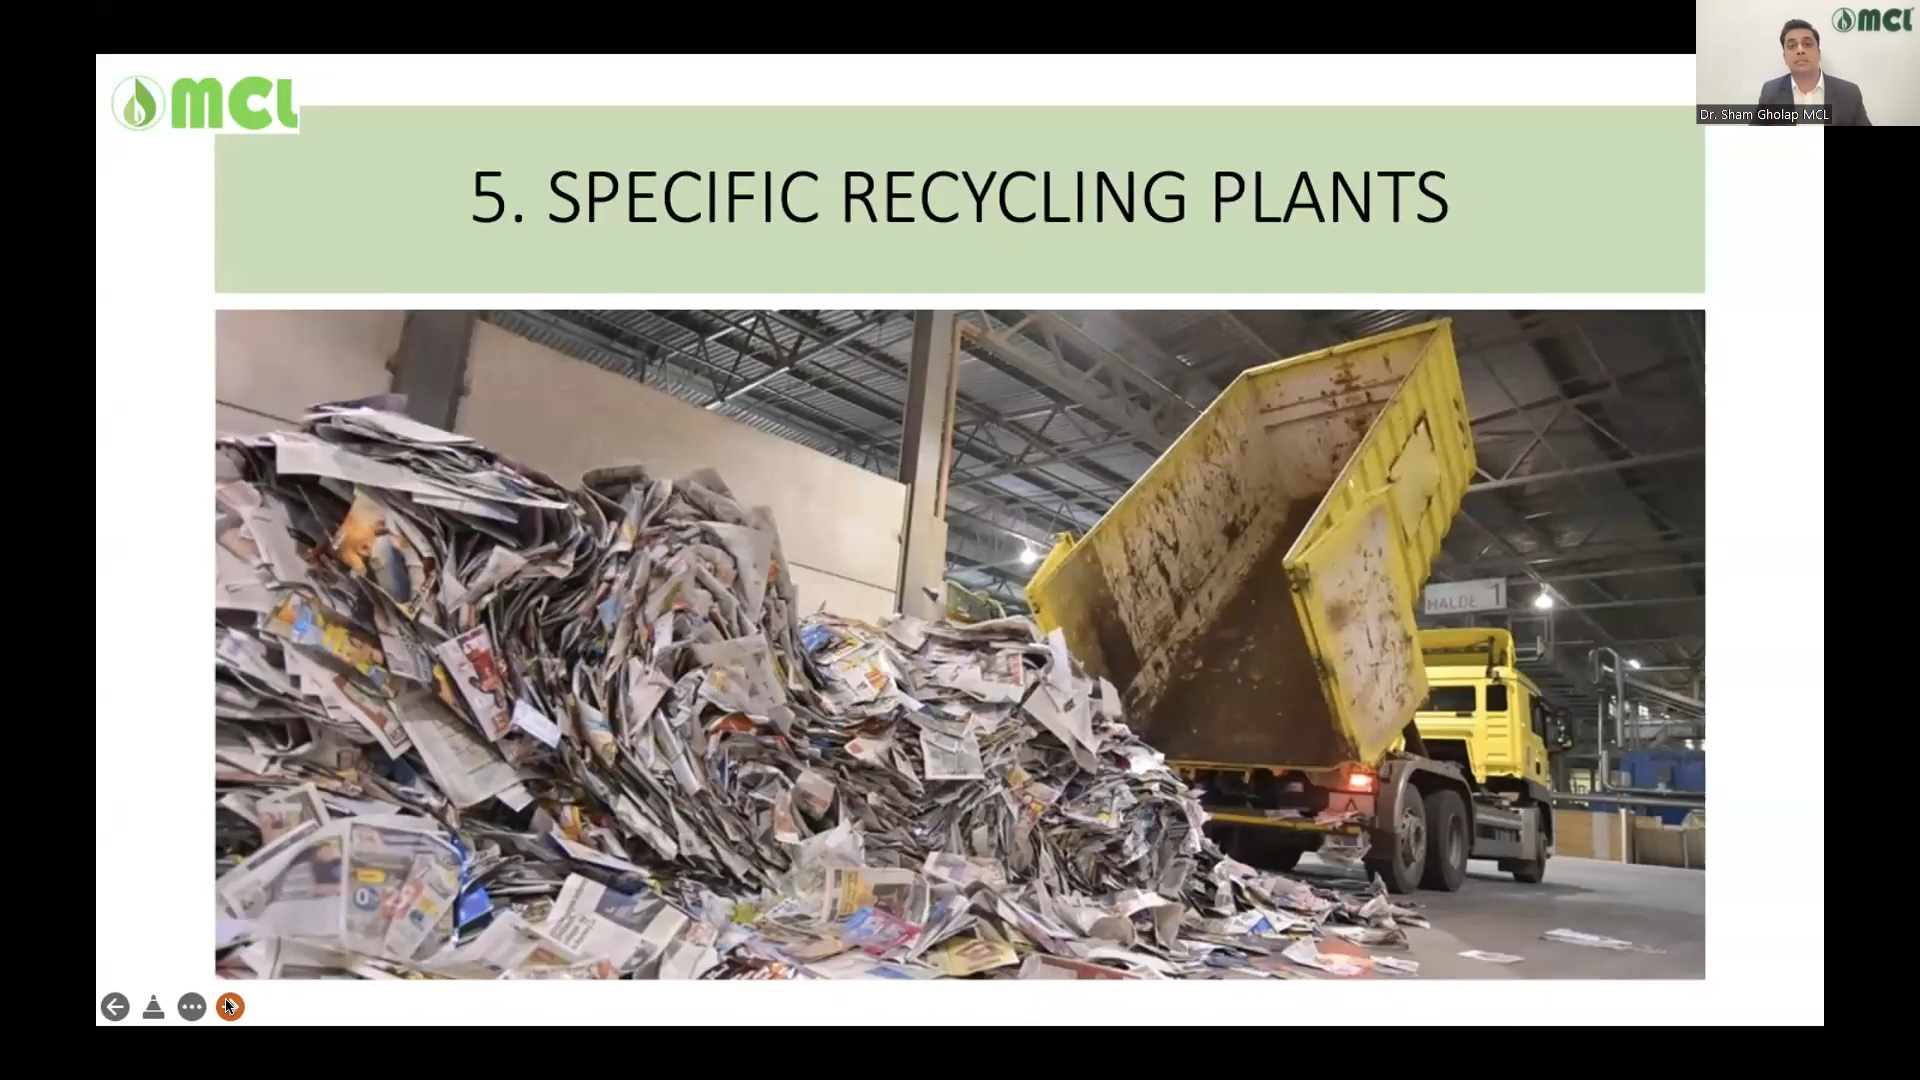 MCL
MCL
Dr. Sham Gholap MCL
5. SPECIFIC RECYCLING PLANTS
HALDE 1